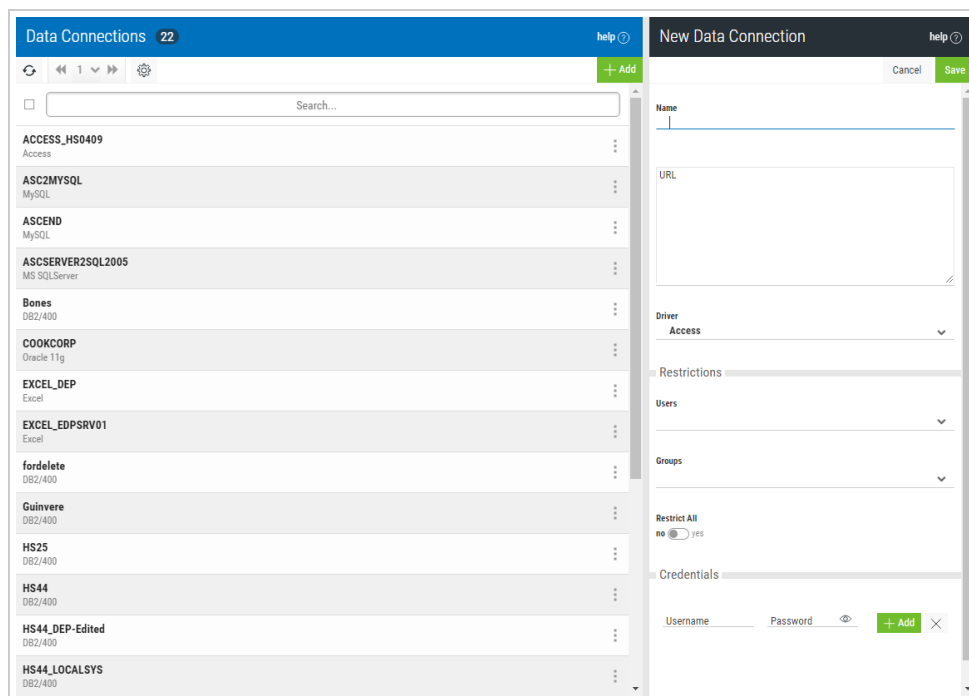 Data Connections 22 help ?
1
+ Add
Search...
ACCESS_HS0409
Access
ASC2MYSQL
MySQL
ASCEND
MySQL
ASCSERVER2SQL2005
MS SQLServer
Bones
DB2/400
COOKCORP
Oracle 11g
EXCEL_DEP
Excel
EXCEL_EDPSRV01
Excel
fordelete
DB2/400
Guinvere
DB2/400
HS25
DB2/400
HS44
DB2/400
HS44_DEP-Edited
DB2/400
HS44_LOCALSYS
DB2/400
New Data Connection help ?
Cancel Save
Name
URL
Driver
Access
Restrictions
Users
Groups
Restrict All
no yes
Credentials
Username Password + Add